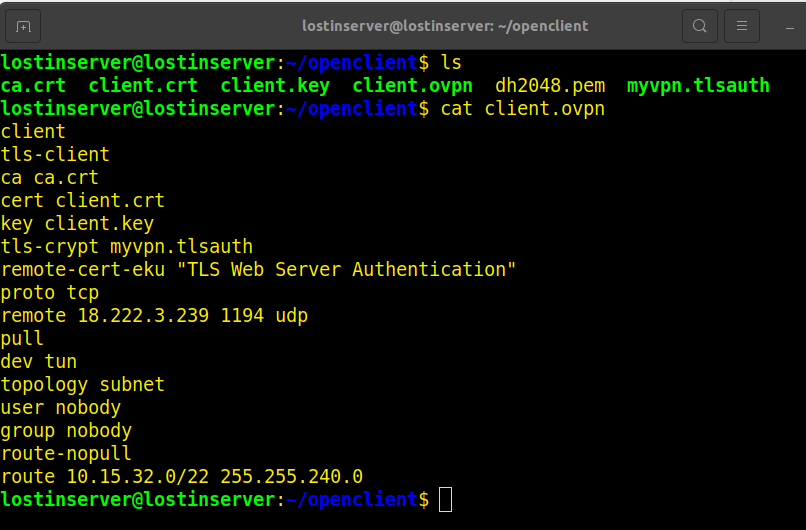 lostinserver@lostinserver: ~/openclient
lostinserver@lostinserver:~/openclient$ ls
ca.crt  client.crt  client.key  client.ovpn  dh2048.pem  myvpn.tlsauth
lostinserver@lostinserver:~/openclient$ cat client.ovpn
client
tls-client
ca ca.crt
cert client.crt
key client.key
tls-crypt myvpn.tlsauth
remote-cert-eku "TLS Web Server Authentication"
proto tcp
remote 18.222.3.239 1194 udp
pull
dev tun
topology subnet
user nobody
group nobody
route-nopull
route 10.15.32.0/22 255.255.240.0
lostinserver@lostinserver:~/openclient$